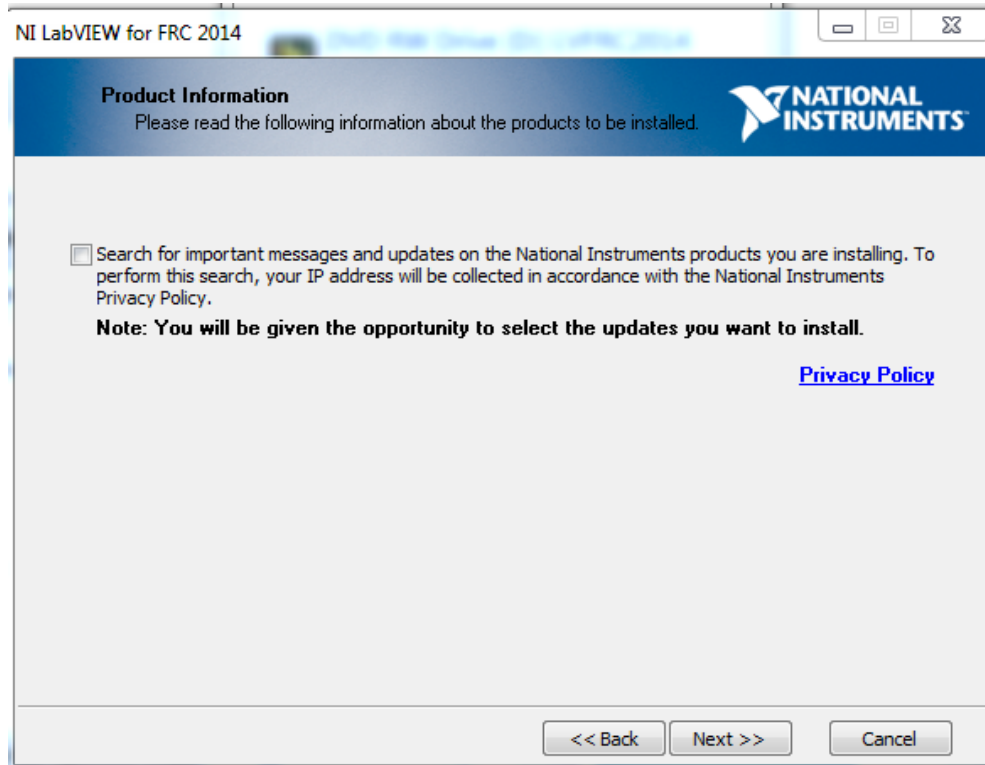 NI LabVIEW for FRC 2014
Product Information
Please read the following information about the products to be installed.
NATIONAL
INSTRUMENTS
Search for important messages and updates on the National Instruments products you are installing. To
perform this search, your IP address will be collected in accordance with the National Instruments
Privacy Policy.
Note: You will be given the opportunity to select the updates you want to install.
Privacy Policy
<< Back
Next >>
Cancel